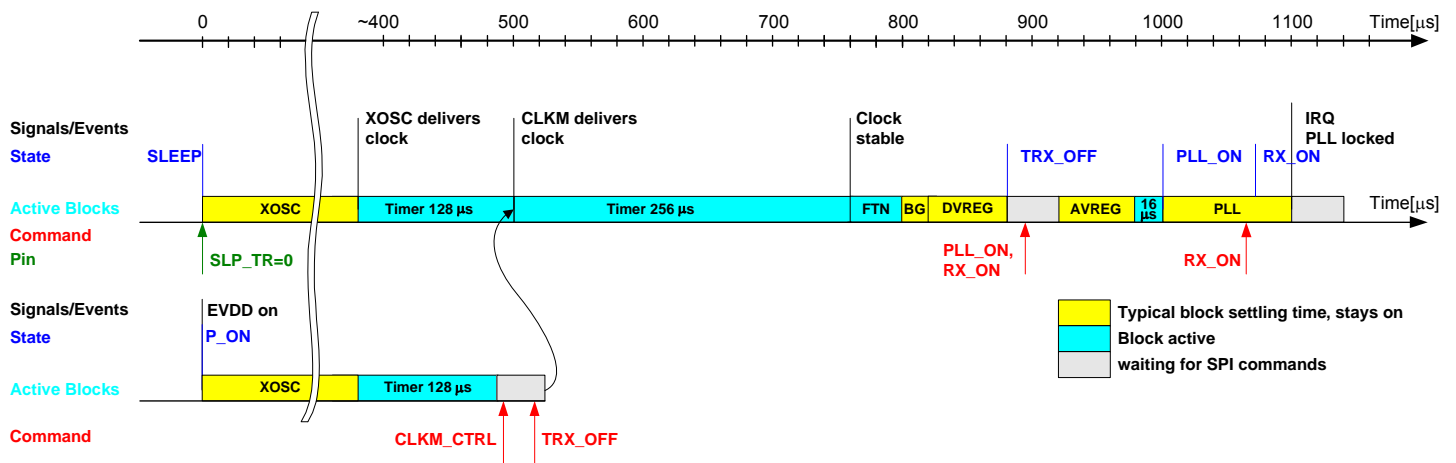 0 ~400 500 600 700 800 900 1000 1100 Time[µs]
Signals/Events
XOSC delivers
clock
CLKM delivers
clock
Clock
stable
IRQ
PLL locked
State
SLEEP TRX_OFF PLL_ON RX_ON
Active Blocks
XOSC Timer 128 µs Timer 256 µs FTN BG DVREG AVREG 16 µs PLL Time[µs]
Command
PLL_ON,
RX_ON
RX_ON
Pin
SLP_TR=0
Signals/Events
EVDD on
State
P_ON
Active Blocks
XOSC Timer 128 µs
Command
CLKM_CTRL TRX_OFF
Typical block settling time, stays on
Block active
waiting for SPI commands